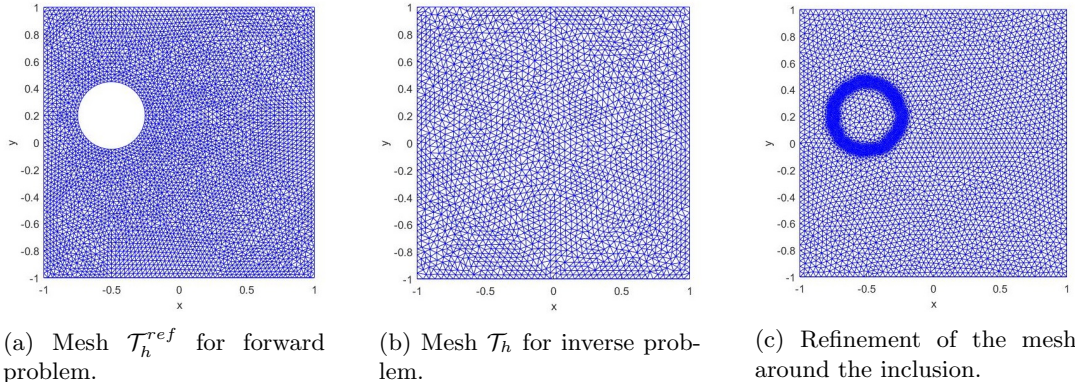 1
0.8
0.6
0.4
0.2
0
-0.2
-0.4
-0.6
-0.8
-1
y
-1 -0.5 0 0.5 1
x
1
0.8
0.6
0.4
0.2
0
-0.2
-0.4
-0.6
-0.8
-1
y
-1 -0.5 0 0.5 1
x
1
0.8
0.6
0.4
0.2
0
-0.2
-0.4
-0.6
-0.8
-1
y
-1 -0.5 0 0.5 1
x
(a) Mesh 𝒯_h^{ref} for forward
problem.
(b) Mesh 𝒯_h for inverse prob-
lem.
(c) Refinement of the mesh
around the inclusion.